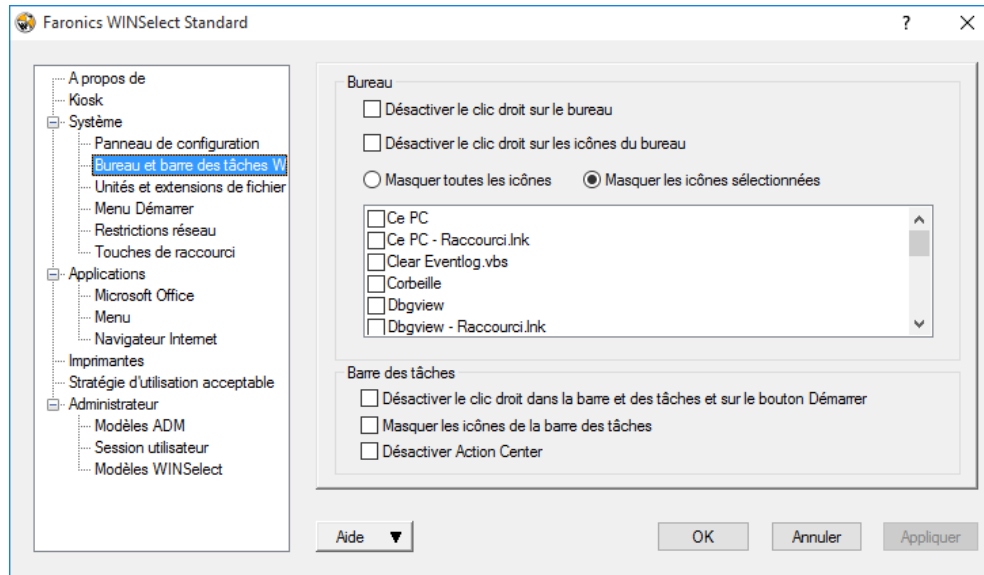 Faronics WINSelect Standard
A propos de
Kiosk
Système
Panneau de configuration
Bureau et barre des tâches W
Unités et extensions de fichier
Menu Démarrer
Restrictions réseau
Touches de raccourci
Applications
Microsoft Office
Menu
Navigateur Internet
Imprimantes
Stratégie d'utilisation acceptable
Administrateur
Modèles ADM
Session utilisateur
Modèles WINSelect
Bureau
Désactiver le clic droit sur le bureau
Désactiver le clic droit sur les icônes du bureau
Masquer toutes les icônes
Masquer les icônes sélectionnées
Ce PC
Ce PC - Raccourci.lnk
Clear Eventlog.vbs
Corbeille
Dbgview
Dbgview - Raccourci.lnk
Barre des tâches
Désactiver le clic droit dans la barre et des tâches et sur le bouton Démarrer
Masquer les icônes de la barre des tâches
Désactiver Action Center
Aide
OK
Annuler
Appliquer